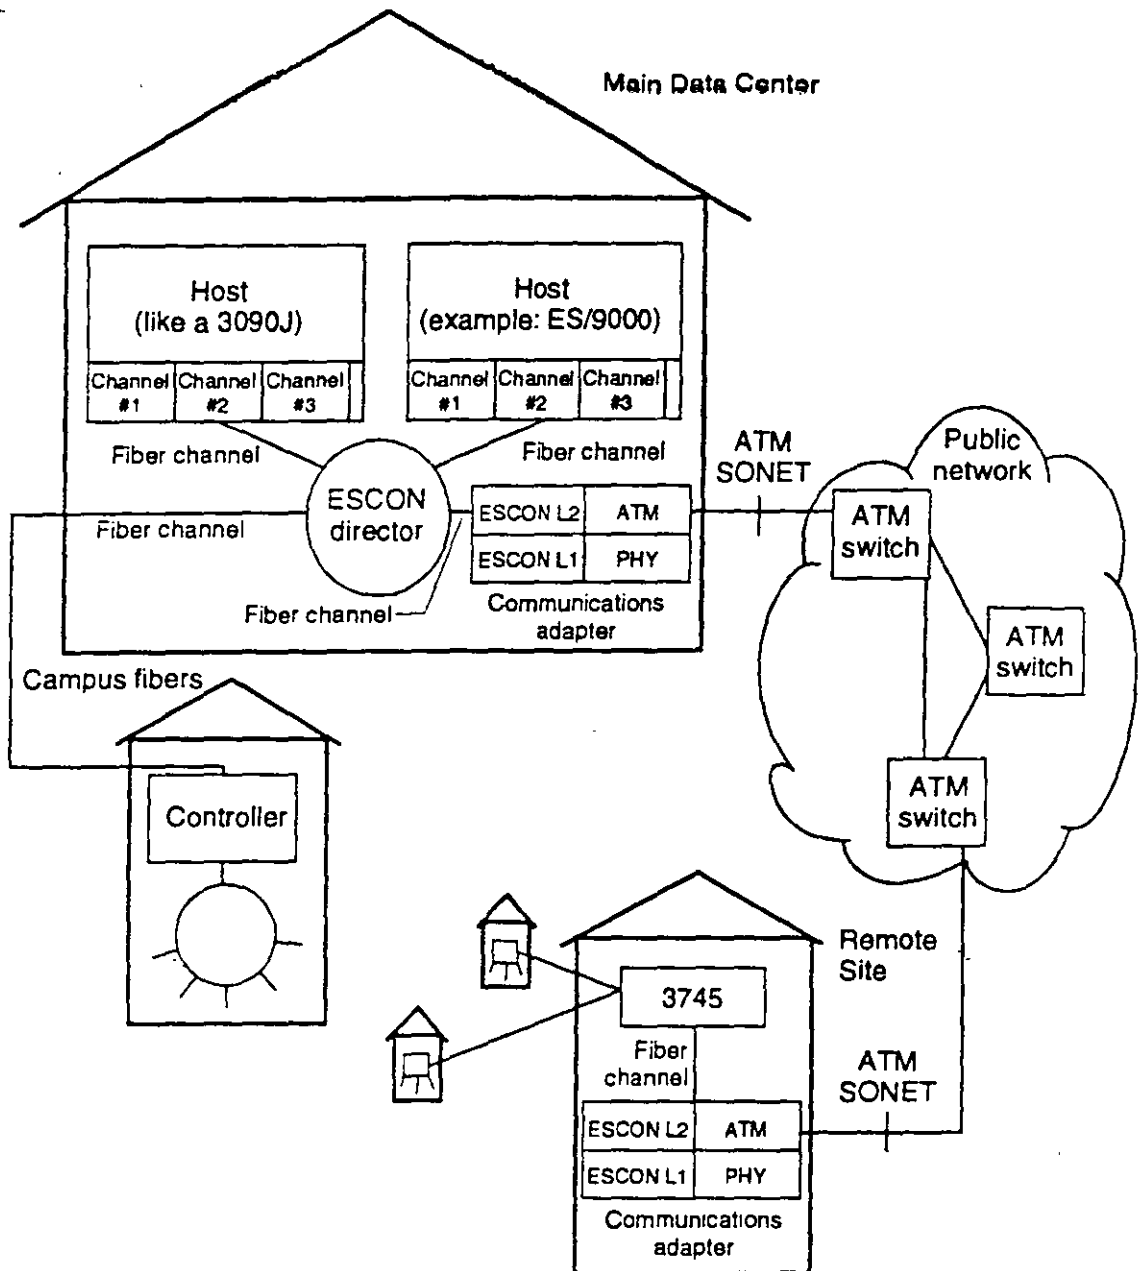 Main Data Center
Host
(like a 3090J)
Channel
#1
Channel
#2
Channel
#3
Host
(example: ES/9000)
Channel
#1
Channel
#2
Channel
#3
Fiber channel
Fiber channel
ESCON
director
Fiber channel
ESCON L2
ATM
ESCON L1
PHY
Communications
adapter
Fiber channel
ATM
SONET
Public
network
ATM
switch
ATM
switch
ATM
switch
Campus fibers
Controller
Remote
Site
3745
Fiber
channel
ATM
SONET
ESCON L2
ATM
ESCON L1
PHY
Communications
adapter